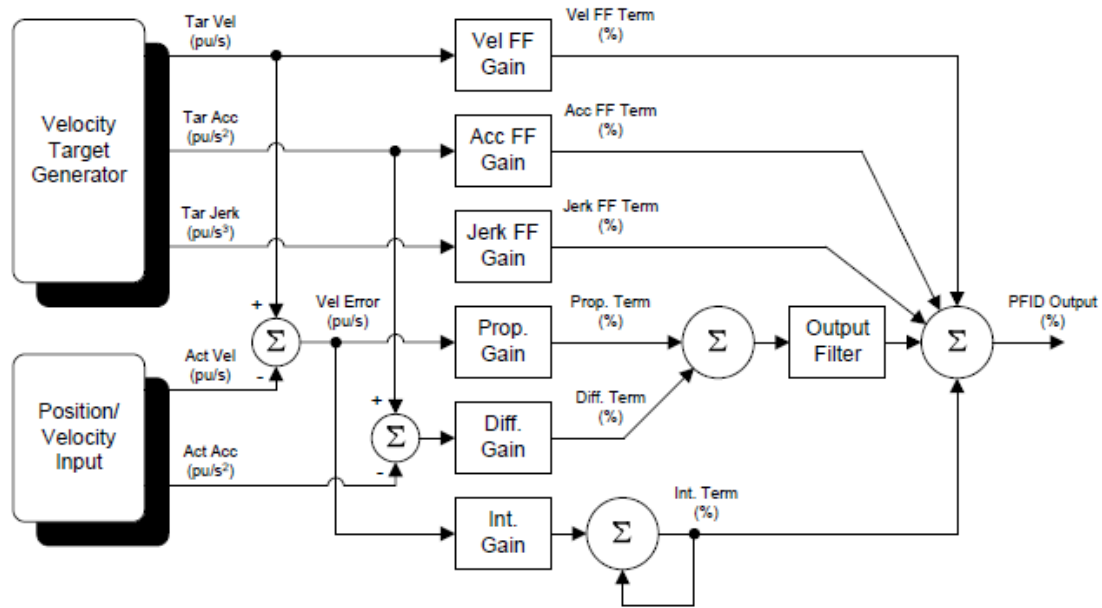 Tar Vel
(pu/s)
Vel FF
Gain
Vel FF Term
(%)
Velocity
Target
Generator
Tar Acc
(pu/s²)
Acc FF
Gain
Acc FF Term
(%)
Tar Jerk
(pu/s³)
Jerk FF
Gain
Jerk FF Term
(%)
+
Σ
-
Vel Error
(pu/s)
Prop.
Gain
Prop. Term
(%)
Σ
Output
Filter
Σ
PFID Output
(%)
Position/
Velocity
Input
Act Vel
(pu/s)
+
Σ
-
Diff.
Gain
Diff. Term
(%)
Act Acc
(pu/s²)
Int.
Gain
Σ
Int. Term
(%)